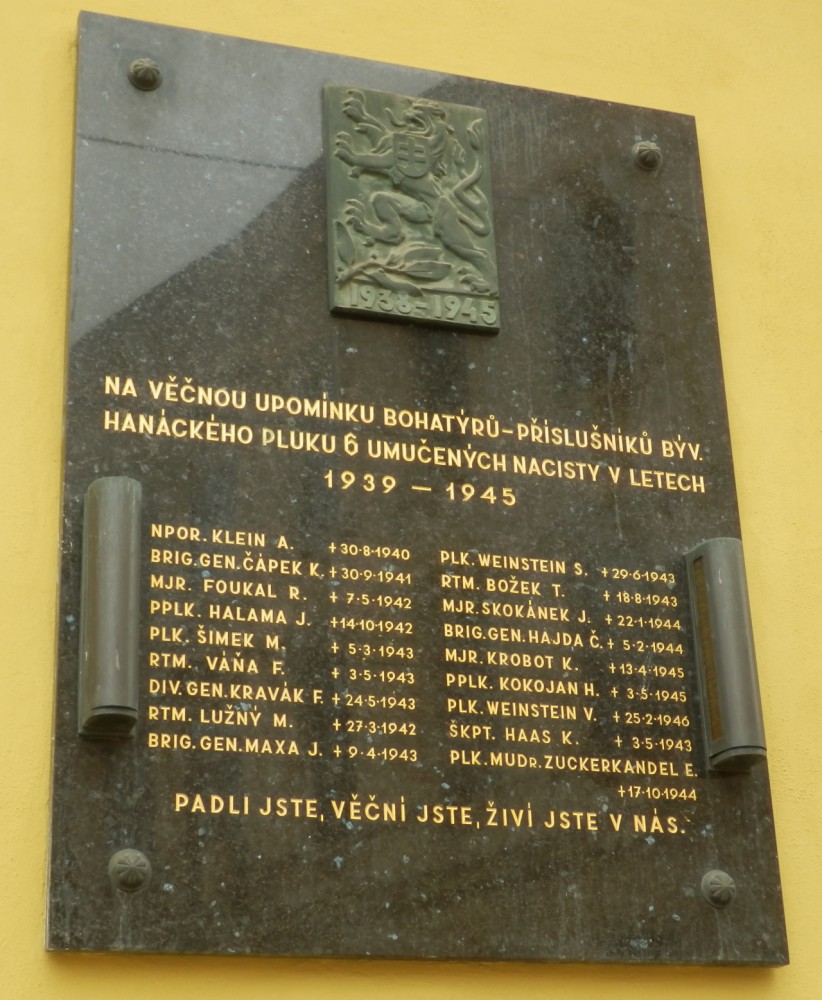 1938-1945
NA VĚČNOU UPOMÍNKU BOHATÝRŮ-PŘÍSLUŠNÍKŮ BÝV.
HANÁCKÉHO PLUKU 6 UMUČENÝCH NACISTY V LETECH
1939 — 1945
NPOR. KLEIN A. +30·8·1940
BRIG.GEN.ČÁPEK K. +30·9·1941
MJR. FOUKAL R. +7·5·1942
PPLK. HALAMA J. +14·10·1942
PLK. ŠIMEK M. +5·3·1943
RTM. VÁŇA F. +3·5·1943
DIV.GEN.KRAVÁK F. +24·5·1943
RTM. LUŽNÝ M. +27·3·1942
BRIG.GEN.MAXA J. +9·4·1943
PLK.WEINSTEIN S. +29·6·1943
RTM. BOŽEK T. +18·8·1943
MJR.SKOKÁNEK J. +22·1·1944
BRIG.GEN.HAJDA Č. +5·2·1944
MJR.KROBOT K. +13·4·1945
PPLK. KOKOJAN H. +3·5·1945
PLK.WEINSTEIN V. +25·2·1946
ŠKPT. HAAS K. +3·5·1943
PLK.MUDR.ZUCKERKANDEL E.
+17·10·1944
PADLI JSTE, VĚČNÍ JSTE, ŽIVÍ JSTE V NÁS.